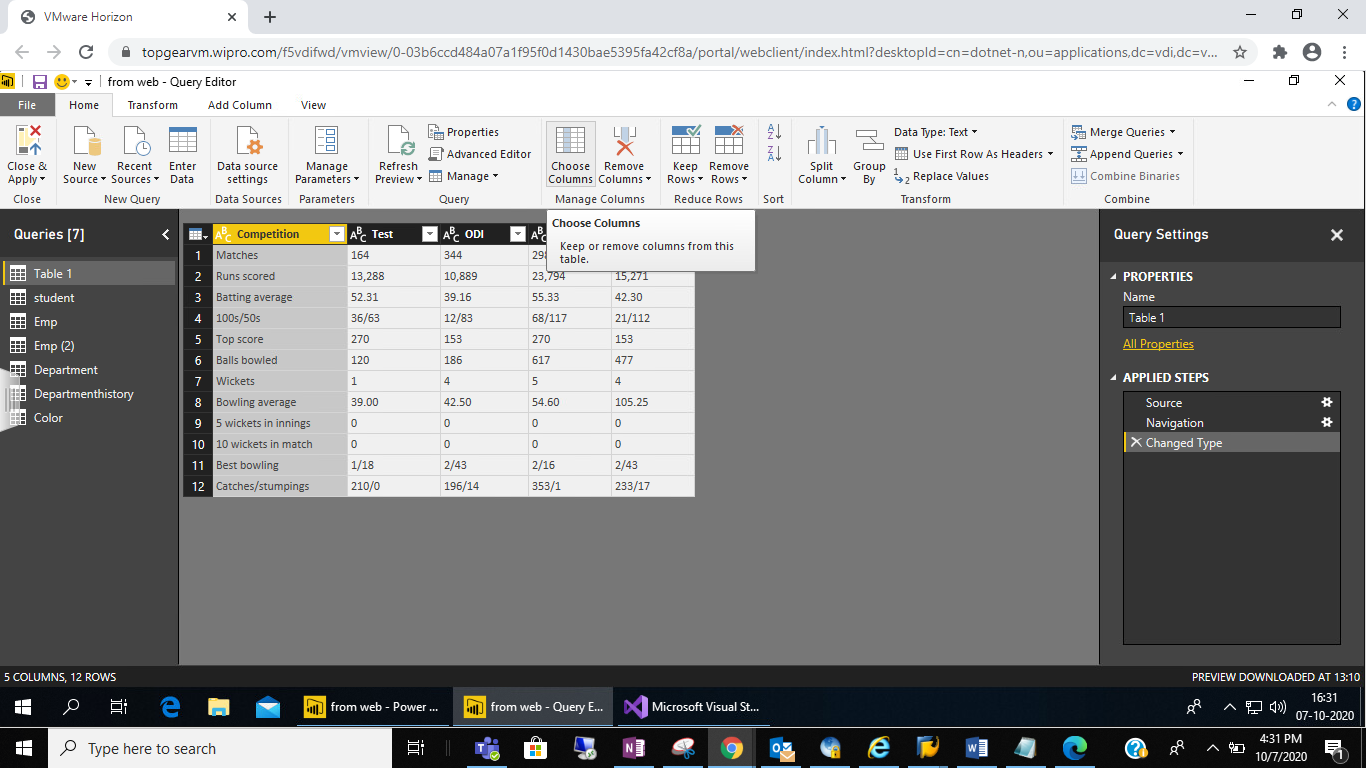 VMware Horizon
topgearvm.wipro.com/f5vdifwd/vmview/0-03b6ccd484a07a1f95f0d1430bae5395fa42cf8a/portal/webclient/index.html?desktopId=cn=dotnet-n,ou=applications,dc=vdi,dc=v...
from web - Query Editor
File Home Transform Add Column View
Close & Apply
New Source
Recent Sources
Enter Data
Data source settings
Manage Parameters
Refresh Preview
Properties
Advanced Editor
Manage
Choose Columns
Remove Columns
Keep Rows
Remove Rows
Split Column
Group By
Data Type: Text
Use First Row As Headers
Replace Values
Merge Queries
Append Queries
Combine Binaries
Close New Query Data Sources Parameters Query Manage Columns Reduce Rows Sort Transform Combine
Choose Columns
Keep or remove columns from this
table.
Queries [7]
Table 1
student
Emp
Emp (2)
Department
Departmenthistory
Color
Competition Test ODI
1 Matches 164 344
2 Runs scored 13,288 10,889 23,794 15,271
3 Batting average 52.31 39.16 55.33 42.30
4 100s/50s 36/63 12/83 68/117 21/112
5 Top score 270 153 270 153
6 Balls bowled 120 186 617 477
7 Wickets 1 4 5 4
8 Bowling average 39.00 42.50 54.60 105.25
9 5 wickets in innings 0 0 0 0
10 10 wickets in match 0 0 0 0
11 Best bowling 1/18 2/43 2/16 2/43
12 Catches/stumpings 210/0 196/14 353/1 233/17
Query Settings
PROPERTIES
Name
Table 1
All Properties
APPLIED STEPS
Source
Navigation
Changed Type
5 COLUMNS, 12 ROWS
PREVIEW DOWNLOADED AT 13:10
from web - Power ...
from web - Query E...
Microsoft Visual St...
16:31
07-10-2020
Type here to search
4:31 PM
10/7/2020
1